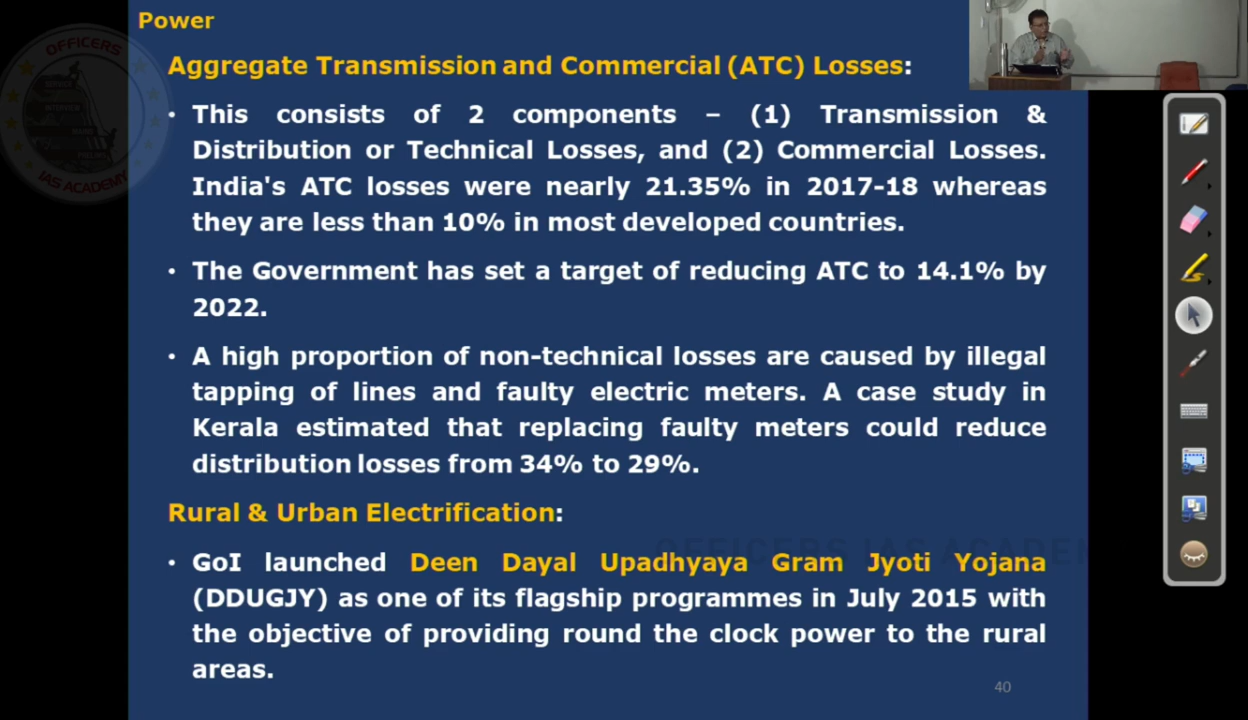 Power
Aggregate Transmission and Commercial (ATC) Losses:
• This consists of 2 components – (1) Transmission &
Distribution or Technical Losses, and (2) Commercial Losses.
India's ATC losses were nearly 21.35% in 2017-18 whereas
they are less than 10% in most developed countries.
• The Government has set a target of reducing ATC to 14.1% by
2022.
• A high proportion of non-technical losses are caused by illegal
tapping of lines and faulty electric meters. A case study in
Kerala estimated that replacing faulty meters could reduce
distribution losses from 34% to 29%.
Rural & Urban Electrification:
• GoI launched Deen Dayal Upadhyaya Gram Jyoti Yojana
(DDUGJY) as one of its flagship programmes in July 2015 with
the objective of providing round the clock power to the rural
areas.
40
OFFICERS
IAS ACADEMY
OFFICERS IAS ACADEM